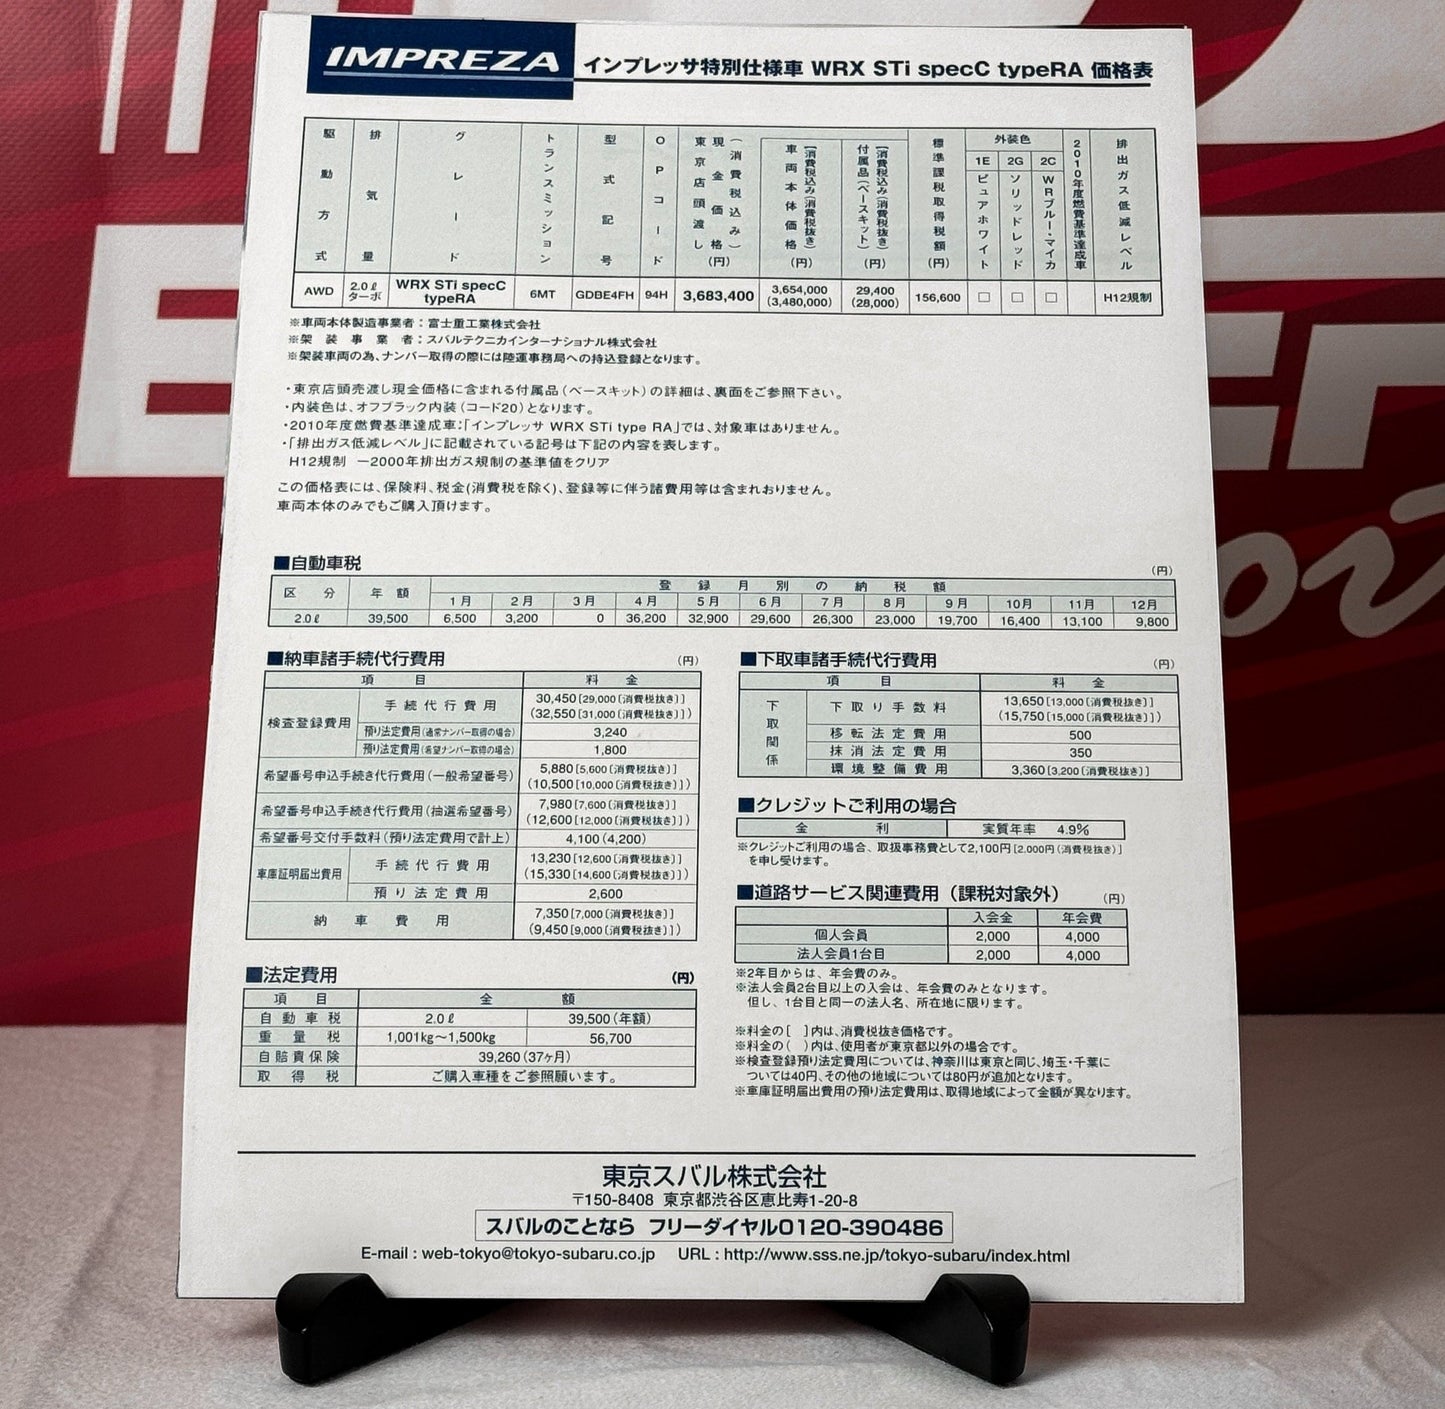 IMPREZA インプレッサ特別仕様車 WRX STi specC typeRA 価格表
駆動方式 排気量 グレード トランスミッション 型式記号 OPコード 東京店頭渡し現金価格(消費税込み)(円) 車両本体価格[消費税込み(消費税抜き)](円) 付属品(ベースキット)[消費税込み(消費税抜き)](円) 標準課税取得税額(円) 外装色 2010年度燃費基準達成車 排出ガス低減レベル
1E 2G 2C
ピュアホワイト ソリッドレッド WRブルー・マイカ
AWD 2.0ℓターボ WRX STi specC typeRA 6MT GDBE4FH 94H 3,683,400 3,654,000 (3,480,000) 29,400 (28,000) 156,600 □ □ □ H12規制
※車両本体製造事業者：富士重工業株式会社
※架装事業者：スバルテクニカインターナショナル株式会社
※架装車両の為、ナンバー取得の際には陸運事務局への持込登録となります。
・東京店頭売渡し現金価格に含まれる付属品（ベースキット）の詳細は、裏面をご参照下さい。
・内装色は、オフブラック内装（コード20）となります。
・2010年度燃費基準達成車：「インプレッサ WRX STi type RA」では、対象車はありません。
・「排出ガス低減レベル」に記載されている記号は下記の内容を表します。
H12規制 ー2000年排出ガス規制の基準値をクリア
この価格表には、保険料、税金(消費税を除く)、登録等に伴う諸費用等は含まれおりません。
車両本体のみでもご購入頂けます。
■自動車税 (円)
区分 年額 登録月別の納税額
1月 2月 3月 4月 5月 6月 7月 8月 9月 10月 11月 12月
2.0ℓ 39,500 6,500 3,200 0 36,200 32,900 29,600 26,300 23,000 19,700 16,400 13,100 9,800
■納車諸手続代行費用 (円)
項目 料金
検査登録費用 手続代行費用 30,450[29,000〔消費税抜き〕]
(32,550[31,000〔消費税抜き〕])
預り法定費用(通常ナンバー取得の場合) 3,240
預り法定費用(希望ナンバー取得の場合) 1,800
希望番号申込手続き代行費用(一般希望番号) 5,880[5,600〔消費税抜き〕]
(10,500[10,000〔消費税抜き〕])
希望番号申込手続き代行費用(抽選希望番号) 7,980[7,600〔消費税抜き〕]
(12,600[12,000〔消費税抜き〕])
希望番号交付手数料(預り法定費用で計上) 4,100(4,200)
車庫証明届出費用 手続代行費用 13,230[12,600〔消費税抜き〕]
(15,330[14,600〔消費税抜き〕])
預り法定費用 2,600
納車費用 7,350[7,000〔消費税抜き〕]
(9,450[9,000〔消費税抜き〕])
■法定費用 (円)
項目 金額
自動車税 2.0ℓ 39,500(年額)
重量税 1,001kg〜1,500kg 56,700
自賠責保険 39,260(37ヶ月)
取得税 ご購入車種をご参照願います。
■下取車諸手続代行費用 (円)
項目 料金
下取関係 下取り手数料 13,650[13,000〔消費税抜き〕]
(15,750[15,000〔消費税抜き〕])
移転法定費用 500
抹消法定費用 350
環境整備費用 3,360[3,200〔消費税抜き〕]
■クレジットご利用の場合
金利 実質年率 4.9%
※クレジットご利用の場合、取扱事務費として2,100円[2,000円〔消費税抜き〕]
を申し受けます。
■道路サービス関連費用（課税対象外） (円)
入会金 年会費
個人会員 2,000 4,000
法人会員1台目 2,000 4,000
※2年目からは、年会費のみ。
※法人会員2台目以上の入会は、年会費のみとなります。
但し、1台目と同一の法人名、所在地に限ります。
※料金の[ ]内は、消費税抜き価格です。
※料金の( )内は、使用者が東京都以外の場合です。
※検査登録預り法定費用については、神奈川は東京と同じ、埼玉・千葉に
ついては40円、その他の地域については80円が追加となります。
※車庫証明届出費用の預り法定費用は、取得地域によって金額が異なります。
東京スバル株式会社
〒150-8408 東京都渋谷区恵比寿1-20-8
スバルのことなら フリーダイヤル0120-390486
E-mail : web-tokyo@tokyo-subaru.co.jp URL : http://www.sss.ne.jp/tokyo-subaru/index.html